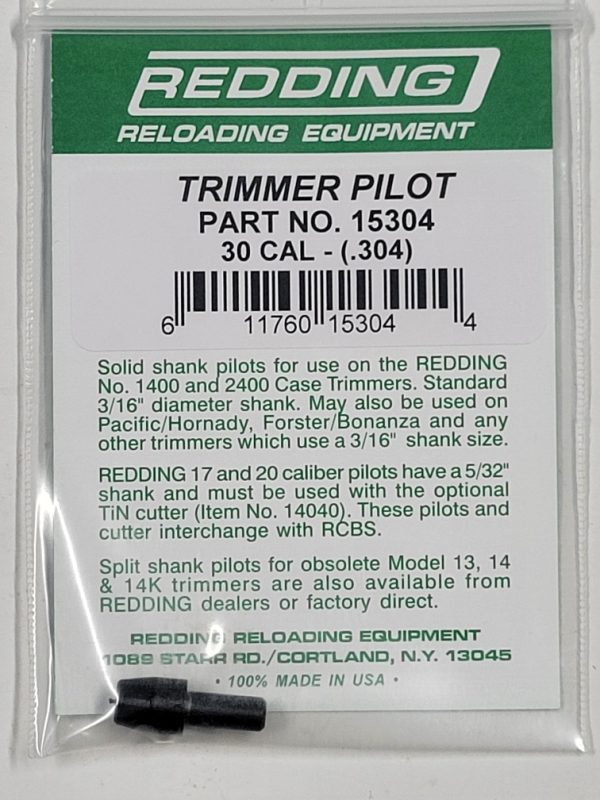 REDDING
RELOADING EQUIPMENT
TRIMMER PILOT
PART NO. 15304
30 CAL - (.304)
6 11760 15304 4
Solid shank pilots for use on the REDDING
No. 1400 and 2400 Case Trimmers. Standard
3/16" diameter shank. May also be used on
Pacific/Hornady, Forster/Bonanza and any
other trimmers which use a 3/16" shank size.
REDDING 17 and 20 caliber pilots have a 5/32"
shank and must be used with the optional
TiN cutter (Item No. 14040). These pilots and
cutter interchange with RCBS.
Split shank pilots for obsolete Model 13, 14
& 14K trimmers are also available from
REDDING dealers or factory direct.
REDDING RELOADING EQUIPMENT
1089 STARR RD./CORTLAND, N.Y. 13045
• 100% MADE IN USA •